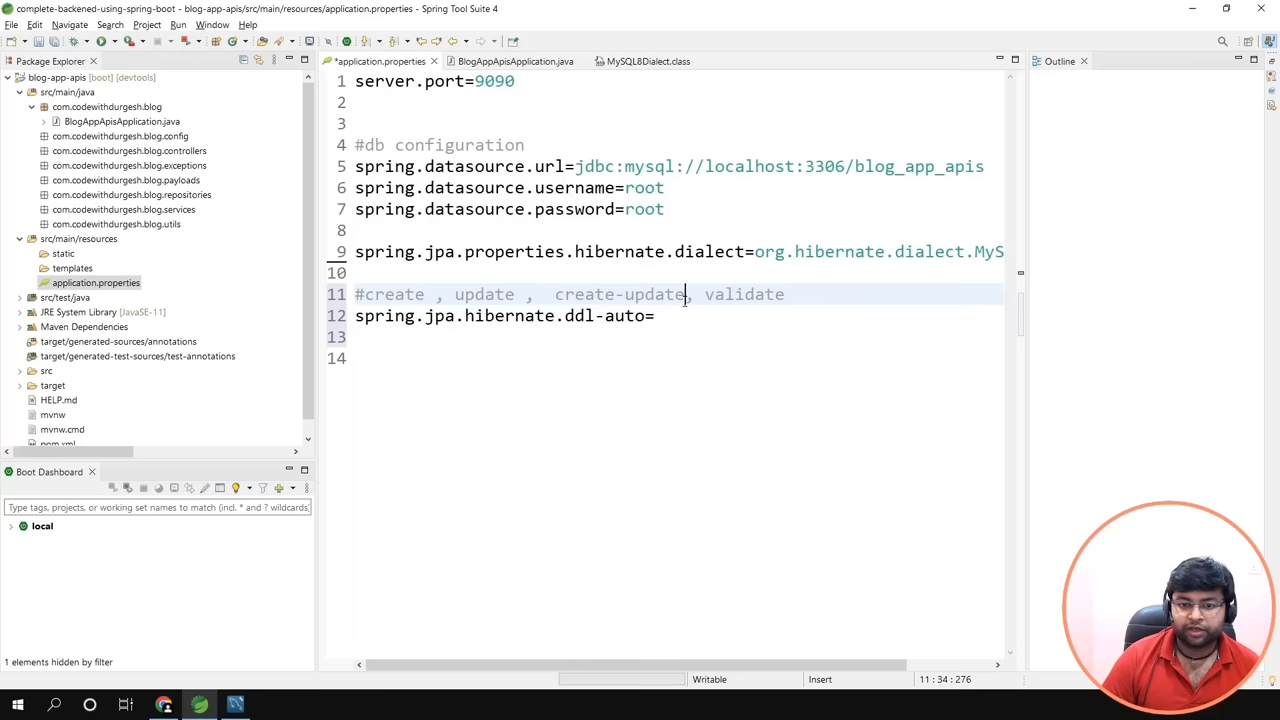 complete-backened-using-spring-boot - blog-app-apis/src/main/resources/application.properties - Spring Tool Suite 4
File Edit Navigate Search Project Run Window Help
Package Explorer
*application.properties BlogAppApisApplication.java MySQL8Dialect.class
Outline
blog-app-apis [boot] [devtools]
src/main/java
com.codewithdurgesh.blog
BlogAppApisApplication.java
com.codewithdurgesh.blog.config
com.codewithdurgesh.blog.controllers
com.codewithdurgesh.blog.exceptions
com.codewithdurgesh.blog.payloads
com.codewithdurgesh.blog.repositories
com.codewithdurgesh.blog.services
com.codewithdurgesh.blog.utils
src/main/resources
static
templates
application.properties
src/test/java
JRE System Library [JavaSE-11]
Maven Dependencies
target/generated-sources/annotations
target/generated-test-sources/test-annotations
src
target
HELP.md
mvnw
mvnw.cmd
pom.xml
1 server.port=9090
2
3
4 #db configuration
5 spring.datasource.url=jdbc:mysql://localhost:3306/blog_app_apis
6 spring.datasource.username=root
7 spring.datasource.password=root
8
9 spring.jpa.properties.hibernate.dialect=org.hibernate.dialect.MyS
10
11 #create , update , create-update, validate
12 spring.jpa.hibernate.ddl-auto=
13
14
Boot Dashboard
Type tags, projects, or working set names to match (incl. * and ? wildcards)
local
1 elements hidden by filter
Writable Insert 11 : 34 : 276